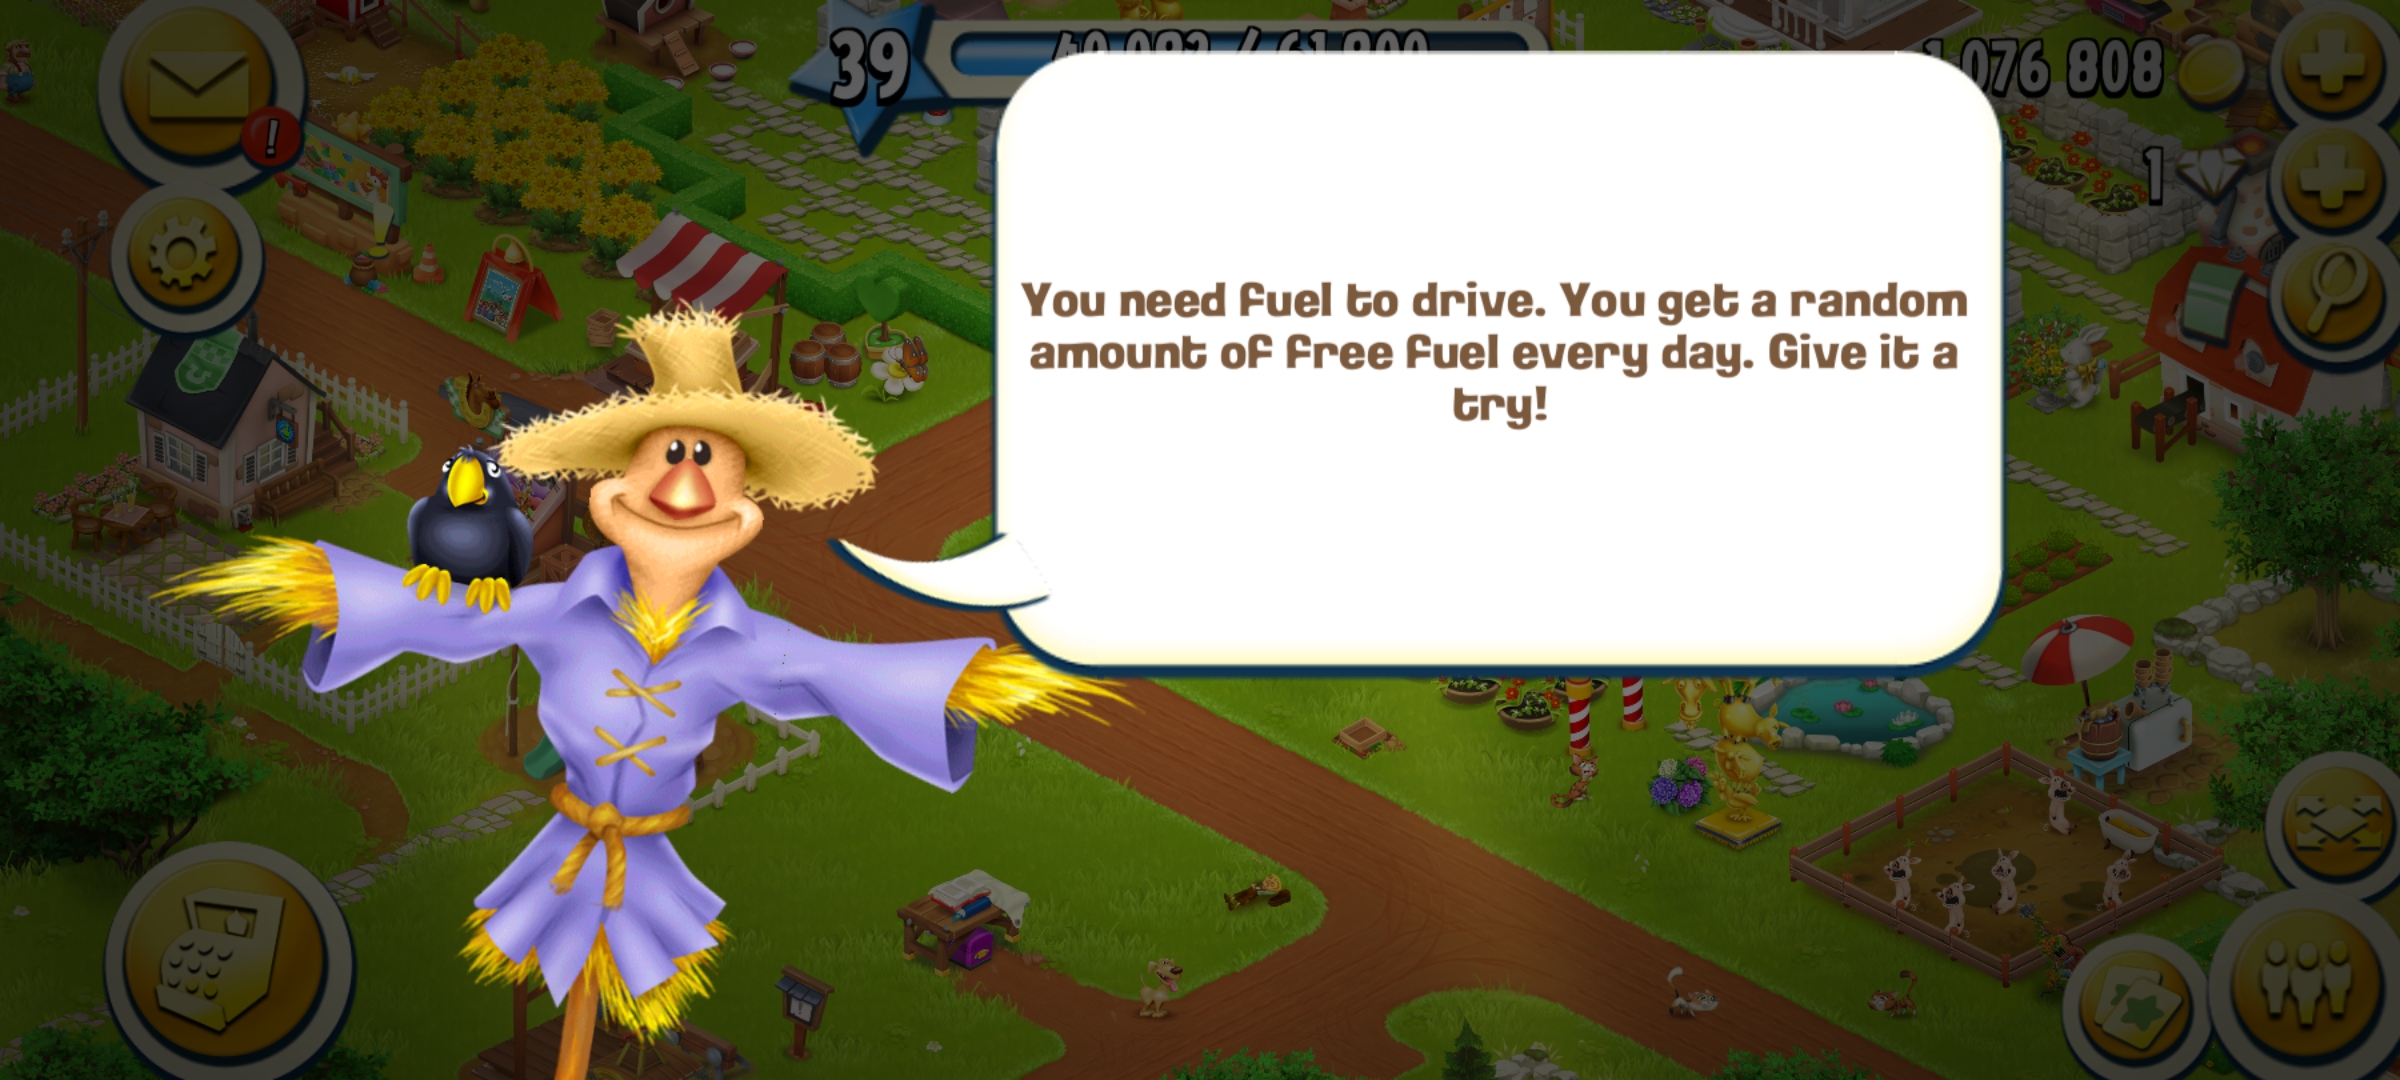 39
1 076 808
1
You need fuel to drive. You get a random
amount of free fuel every day. Give it a
try!